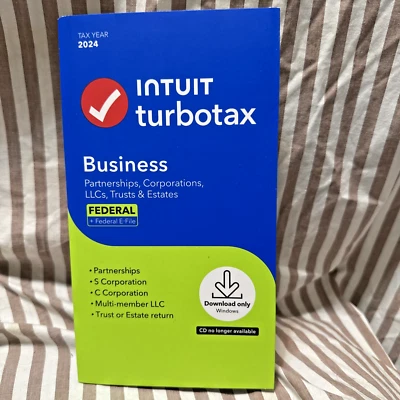 TAX YEAR
2024
INTUIT
turbotax
Business
Partnerships, Corporations,
LLCs, Trusts & Estates
FEDERAL
+ Federal E-File
• Partnerships
• S Corporation
• C Corporation
• Multi-member LLC
• Trust or Estate return
Download only
Windows
CD no longer available